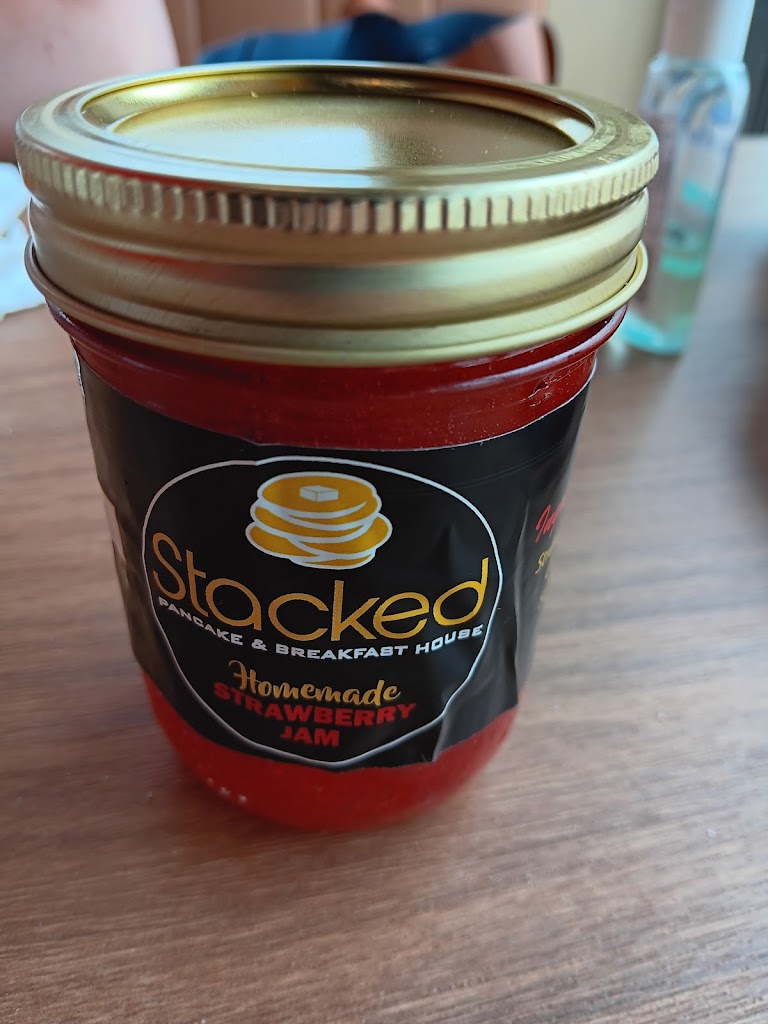 Stacked
PANCAKE & BREAKFAST HOUSE
Homemade
STRAWBERRY
JAM